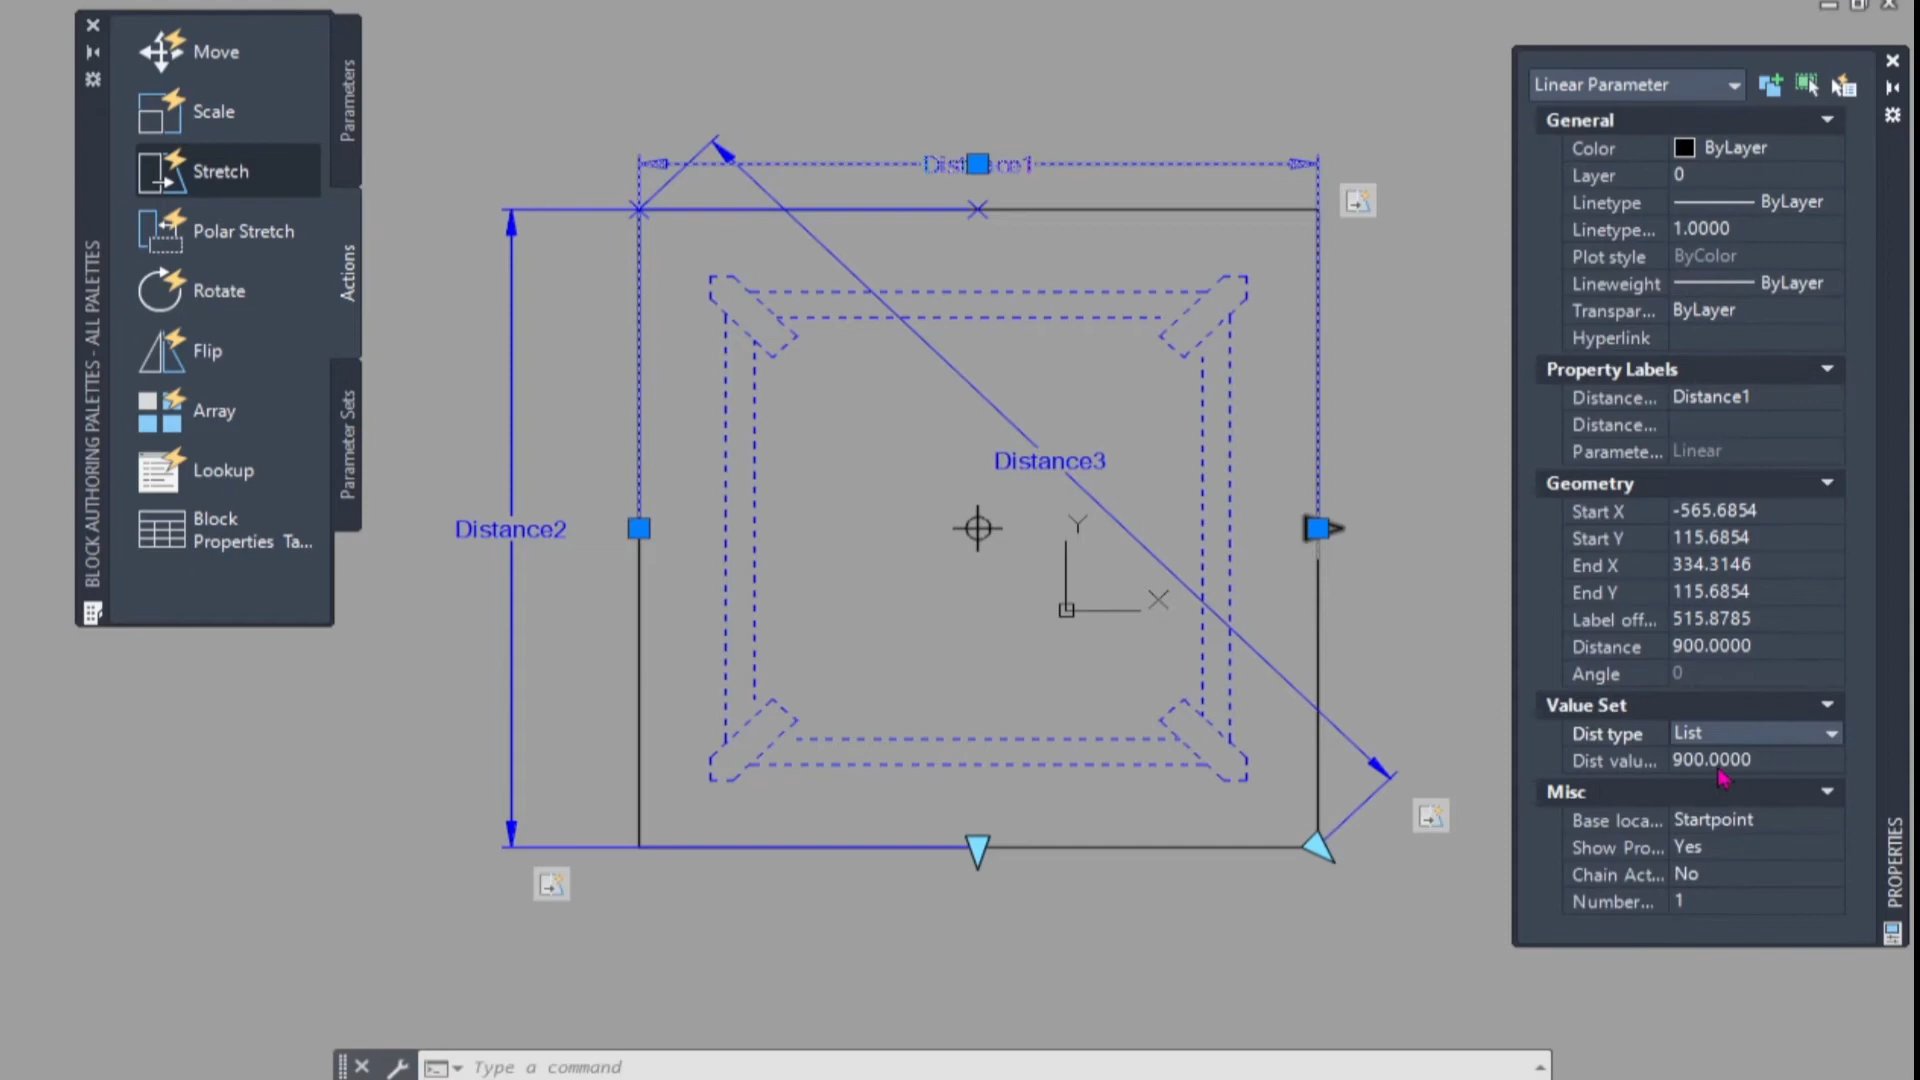 Move
Scale
Stretch
Polar Stretch
Rotate
Flip
Array
Lookup
Block
Properties Ta...
Parameters
Actions
Parameter Sets
BLOCK AUTHORING PALETTES - ALL PALETTES
Distance2
Distance3
Y
X
Linear Parameter
General
Color ByLayer
Layer 0
Linetype ByLayer
Linetype... 1.0000
Plot style ByColor
Lineweight ByLayer
Transpar... ByLayer
Hyperlink
Property Labels
Distance... Distance1
Distance...
Paramete... Linear
Geometry
Start X -565.6854
Start Y 115.6854
End X 334.3146
End Y 115.6854
Label off... 515.8785
Distance 900.0000
Angle 0
Value Set
Dist type List
Dist valu... 900.0000
Misc
Base loca... Startpoint
Show Pro... Yes
Chain Act... No
Number... 1
PROPERTIES
Type a command